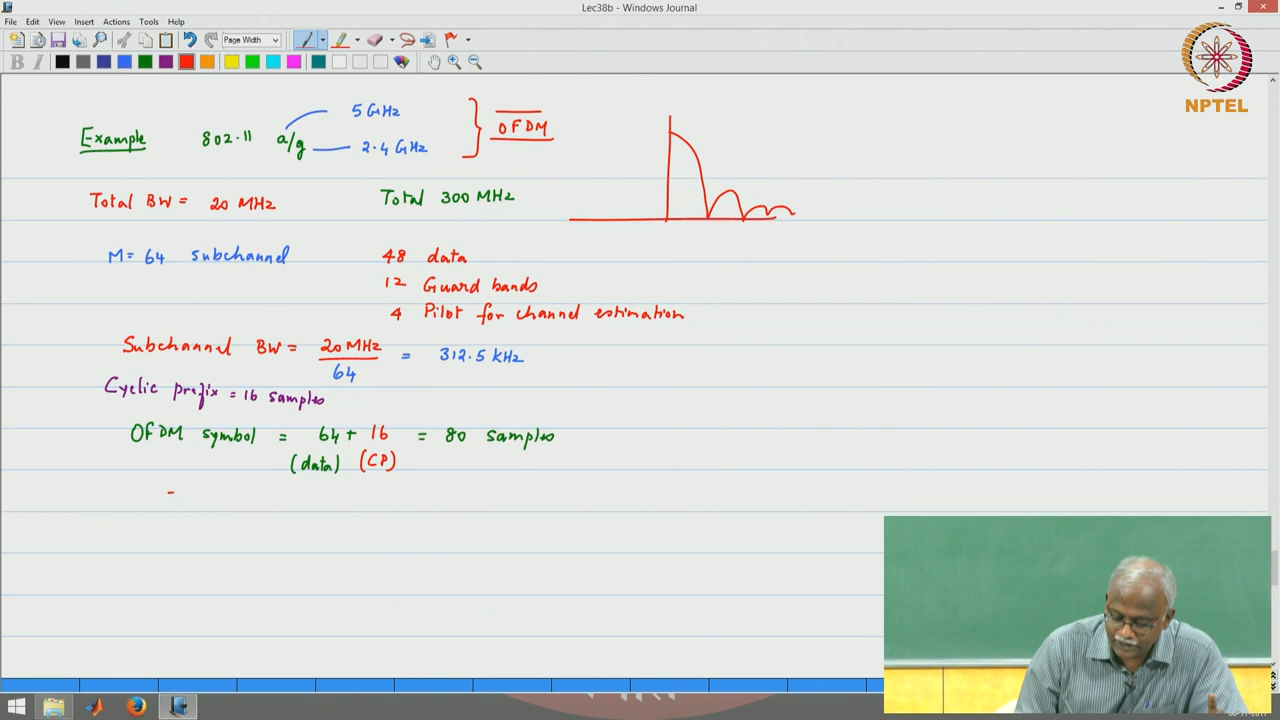 Lec38b - Windows Journal
File Edit View Insert Actions Tools Help
Page Width
NPTEL
Example 802.11 a/g 5 GHz
2.4 GHz
OFDM
Total BW = 20 MHz Total 300 MHz
M = 64 subchannel 48 data
12 Guard bands
4 Pilot for channel estimation
Subchannel BW = 20 MHz / 64 = 312.5 kHz
Cyclic prefix = 16 samples
OFDM symbol = 64 + 16 = 80 samples
(data) (CP)